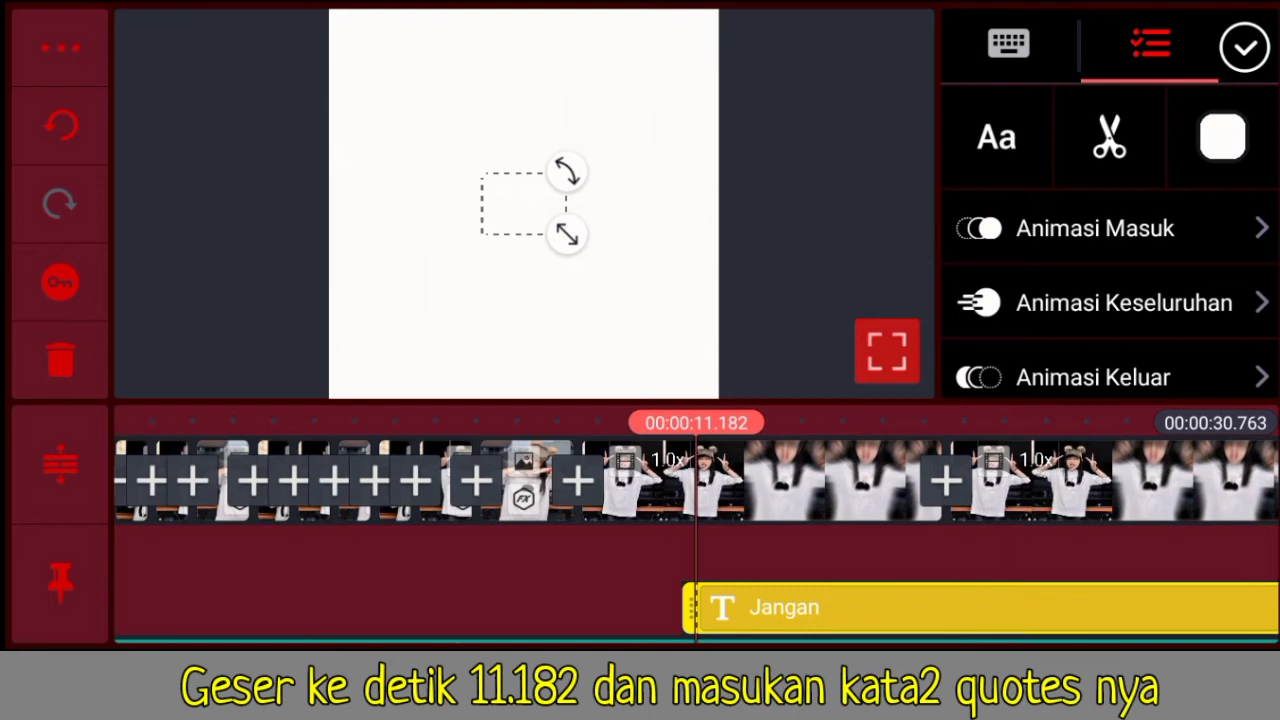 Aa
Animasi Masuk
Animasi Keseluruhan
Animasi Keluar
00:00:11.182
00:00:30.763
1.0x
1.0x
FX
T Jangan
Geser ke detik 11.182 dan masukan kata2 quotes nya